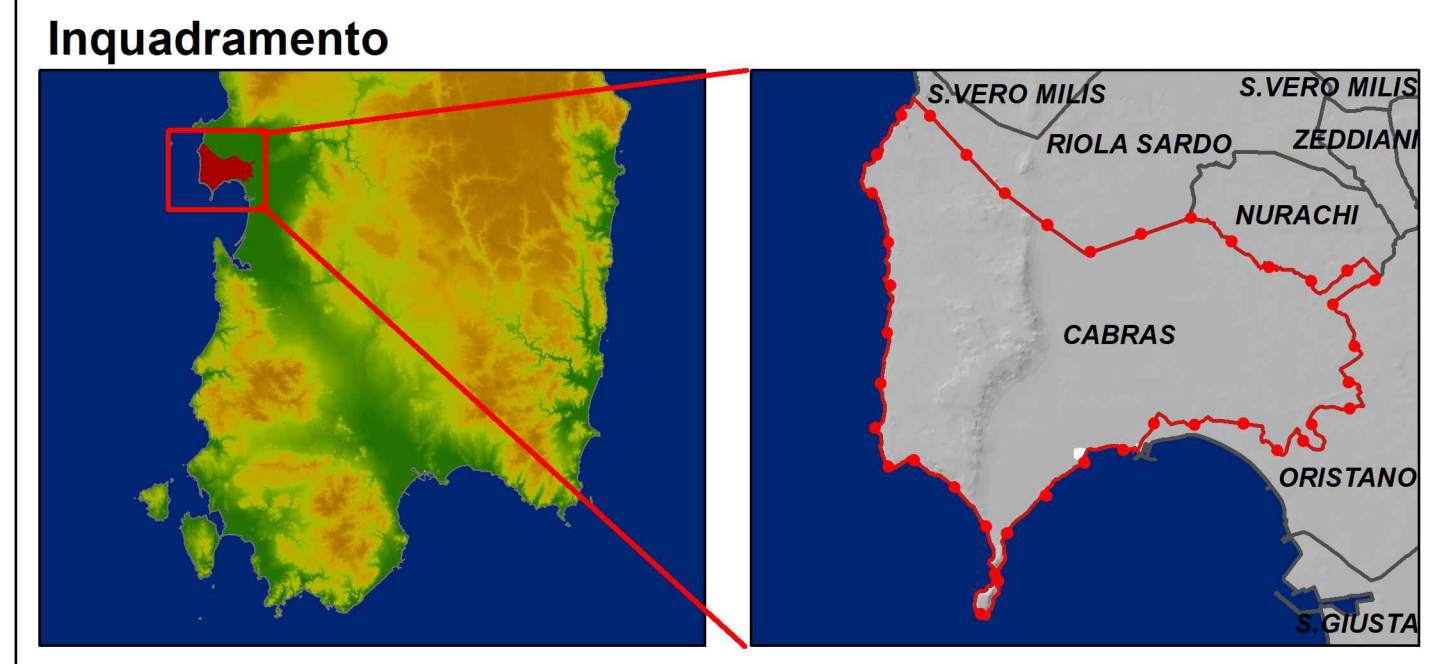 Inquadramento
S.VERO MILIS
S.VERO MILIS
RIOLA SARDO
ZEDDIANI
NURACHI
CABRAS
ORISTANO
S.GIUSTA